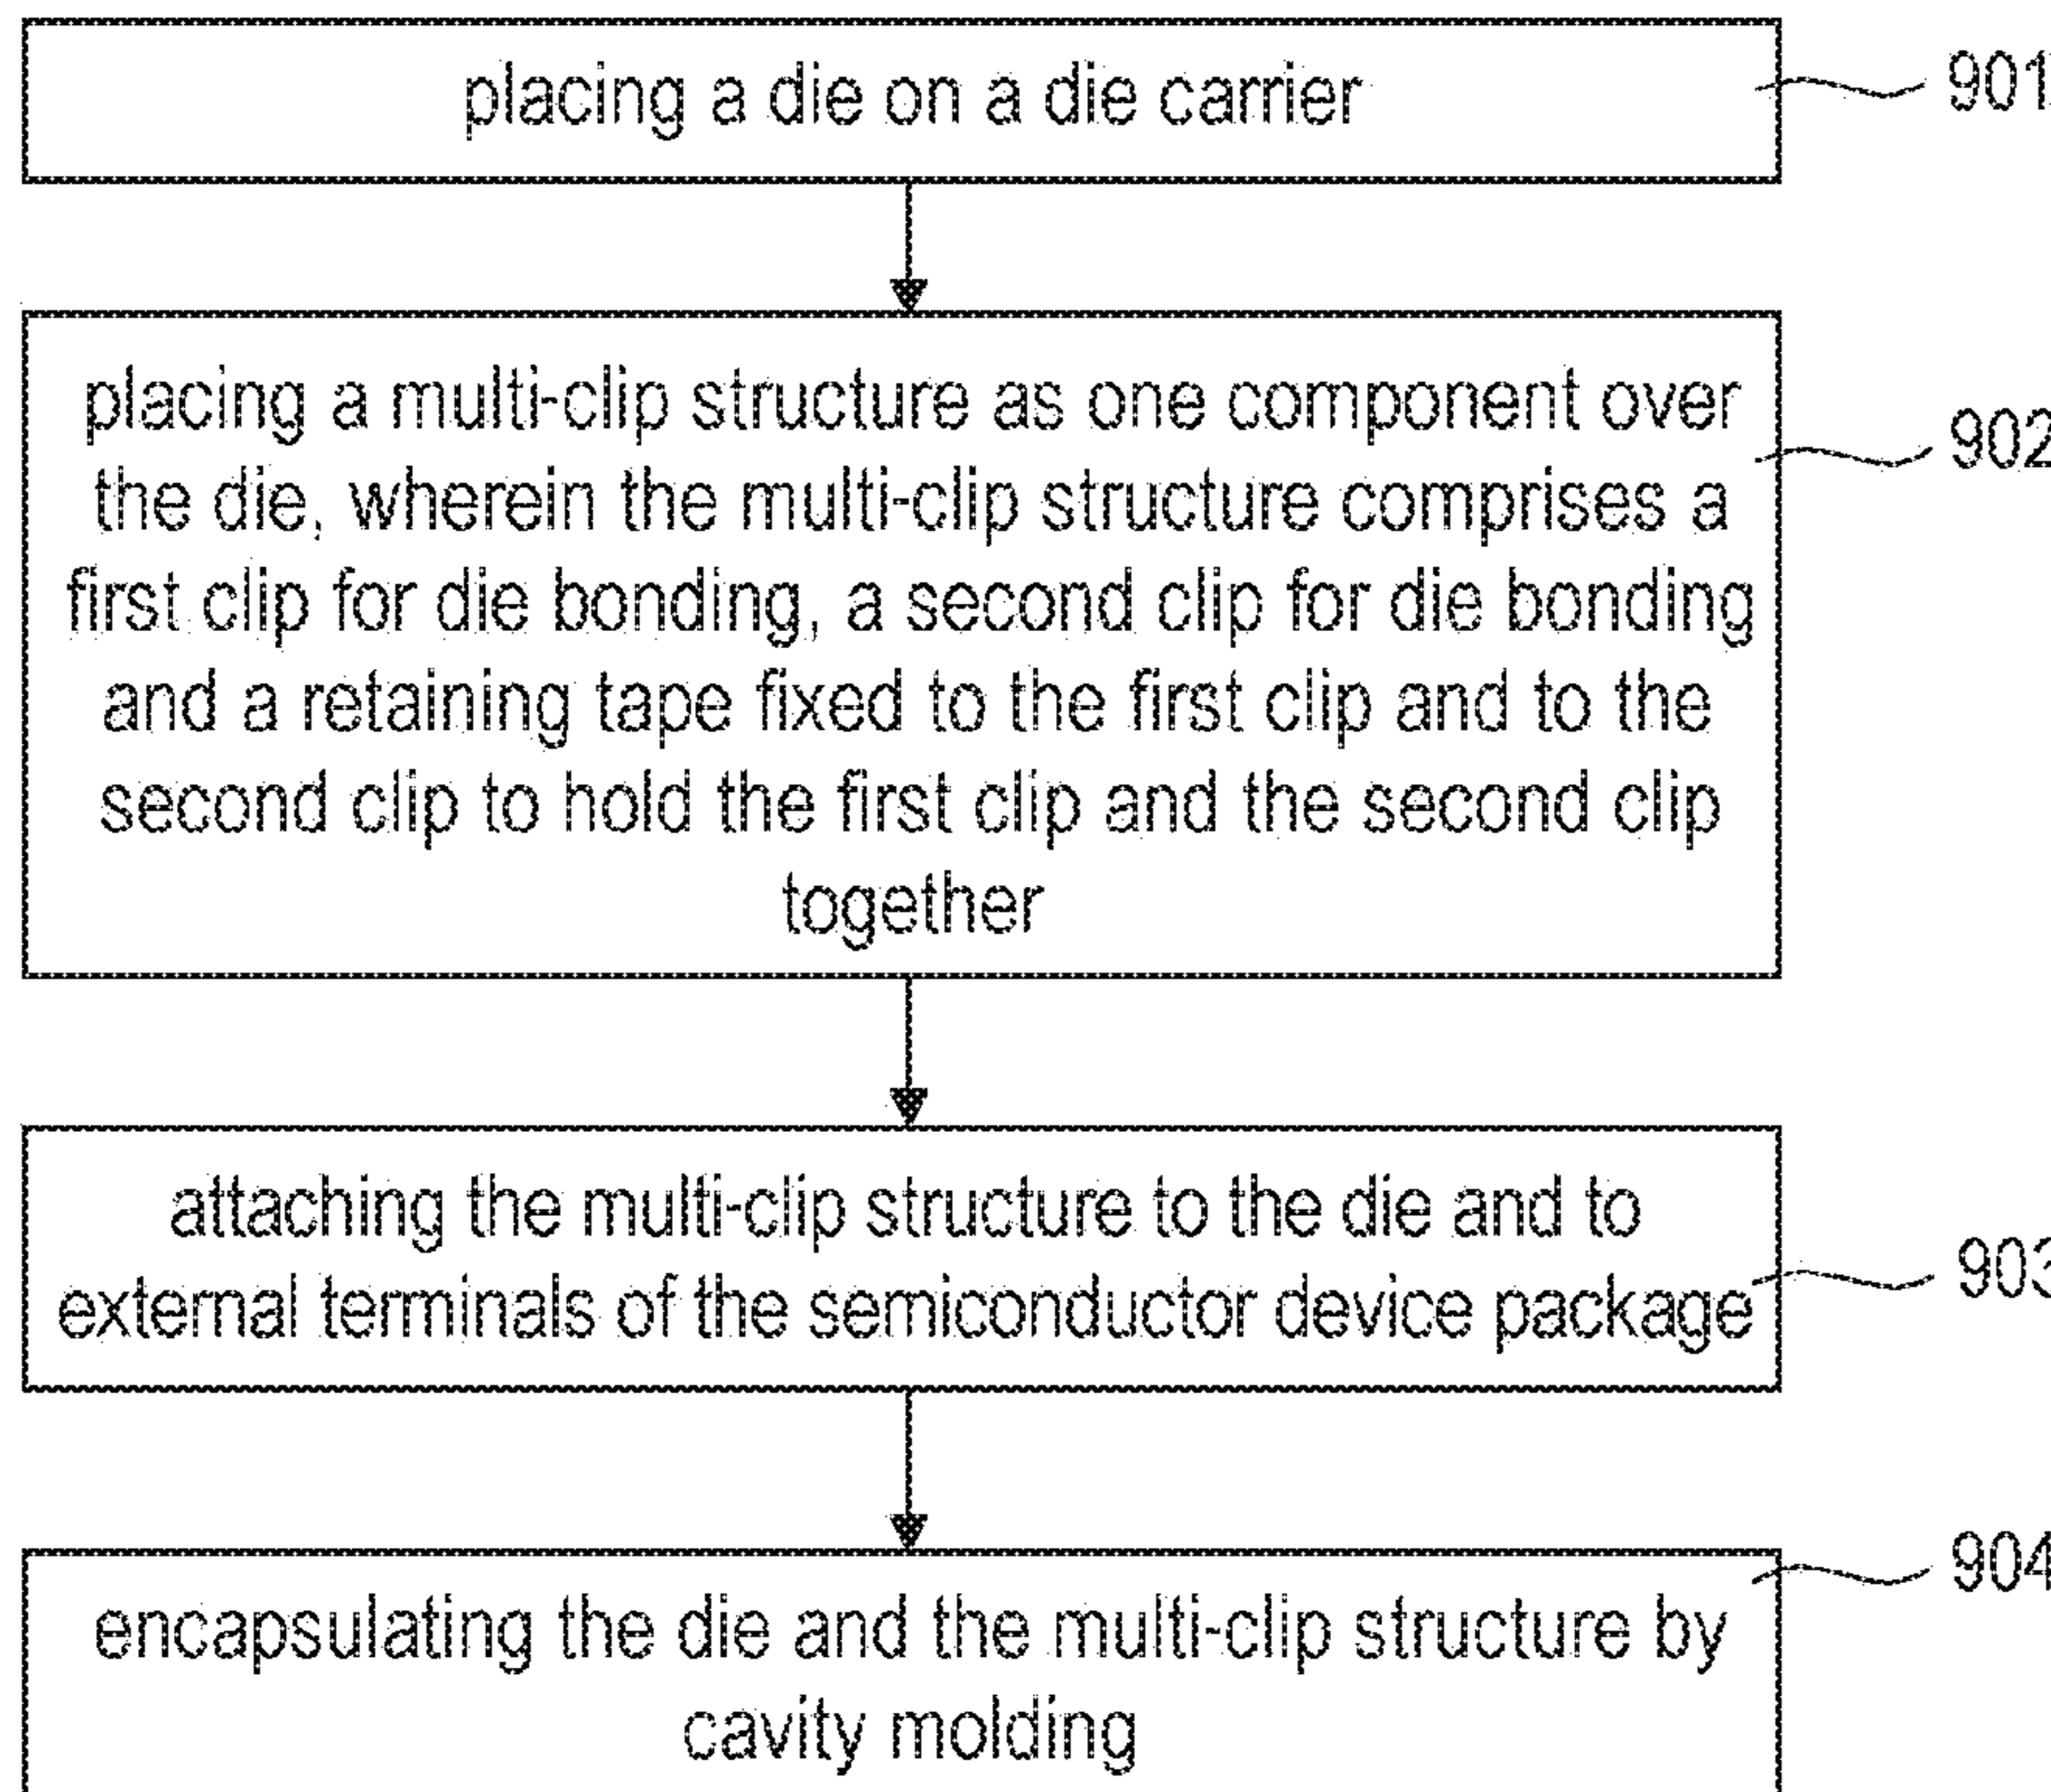 placing a die on a die carrier
901
placing a multi-clip structure as one component over
the die, wherein the multi-clip structure comprises a
first clip for die bonding, a second clip for die bonding
and a retaining tape fixed to the first clip and to the
second clip to hold the first clip and the second clip
together
902
attaching the multi-clip structure to the die and to
external terminals of the semiconductor device package
903
encapsulating the die and the multi-clip structure by
cavity molding
904